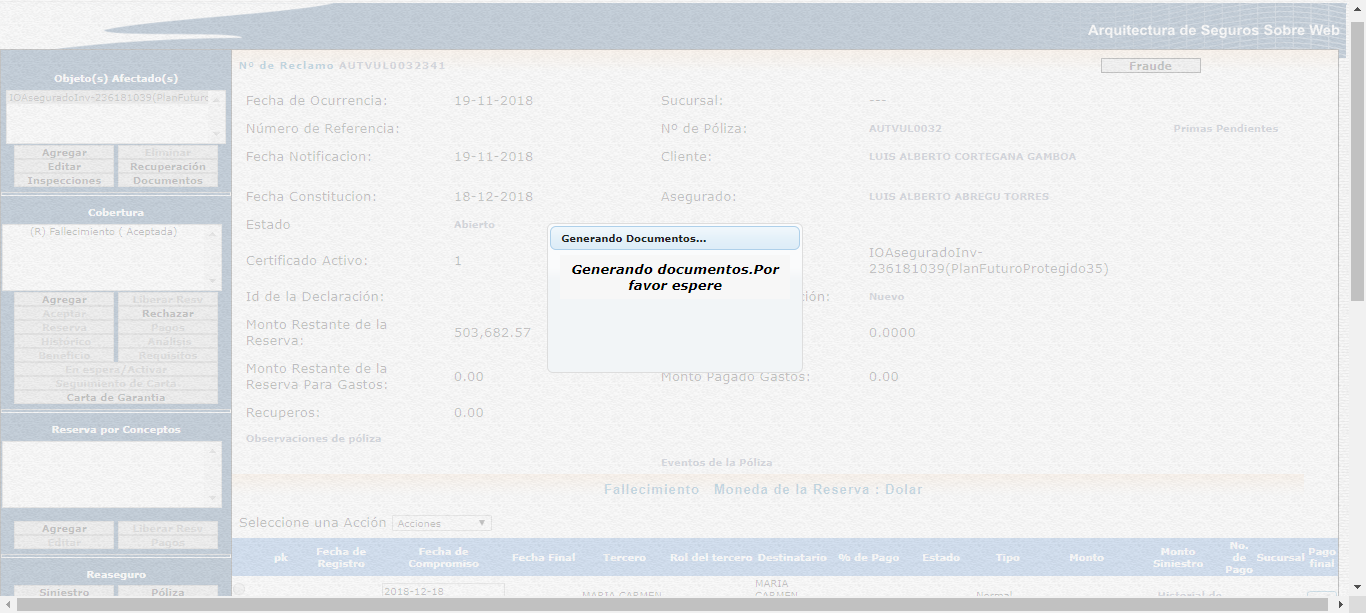 Arquitectura de Seguros Sobre Web
Objeto(s) Afectado(s)
IOAseguradoInv-236181039(PlanFuturo
Agregar Eliminar
Editar Recuperación
Inspecciones Documentos
Cobertura
(R) Fallecimiento ( Aceptada)
Agregar Liberar Resv
Aceptar Rechazar
Reserva Pagos
Histórico Análisis
Beneficio Requisitos
En espera/Activar
Seguimiento de Carta
Carta de Garantia
Reserva por Conceptos
Agregar Liberar Resv
Editar Pagos
Reaseguro
Siniestro Póliza
Nº de Reclamo AUTVUL0032341
Fraude
Fecha de Ocurrencia: 19-11-2018 Sucursal: ---
Número de Referencia: Nº de Póliza: AUTVUL0032 Primas Pendientes
Fecha Notificacion: 19-11-2018 Cliente: LUIS ALBERTO CORTEGANA GAMBOA
Fecha Constitucion: 18-12-2018 Asegurado: LUIS ALBERTO ABREGU TORRES
Estado Abierto
Certificado Activo: 1 IOAseguradoInv-
236181039(PlanFuturoProtegido35)
Id de la Declaración: ión: Nuevo
Monto Restante de la
Reserva: 503,682.57 0.0000
Monto Restante de la
Reserva Para Gastos: 0.00 Monto Pagado Gastos: 0.00
Recuperos: 0.00
Observaciones de póliza
Eventos de la Póliza
Generando Documentos...
Generando documentos.Por
favor espere
Fallecimiento Moneda de la Reserva : Dolar
Seleccione una Acción Acciones
pk Fecha de Registro Fecha de Compromiso Fecha Final Tercero Rol del tercero Destinatario % de Pago Estado Tipo Monto Monto Siniestro No. de Pago Sucursal Pago final
2018-12-18 MARIA CARMEN MARIA
CARMEN Normal Historial de